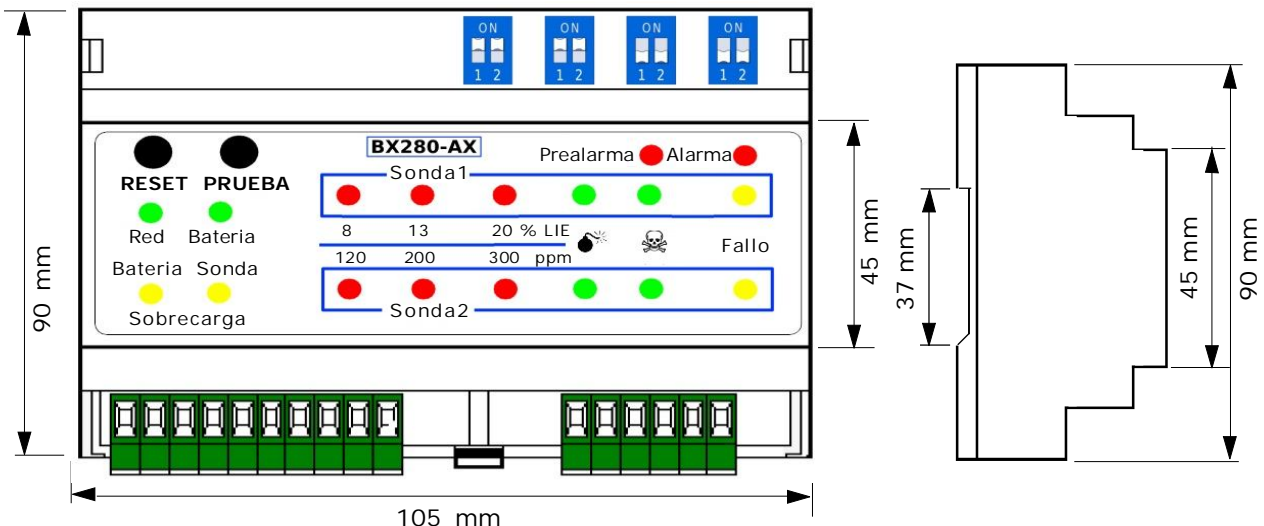 ON ON ON ON
1 2 1 2 1 2 1 2
BX280-AX
Prealarma Alarma
Sonda1
RESET PRUEBA
Red Bateria
8 13 20 % LIE
120 200 300 ppm
Fallo
Bateria Sonda
Sobrecarga
Sonda2
90 mm
45 mm
105 mm
37 mm
45 mm
90 mm